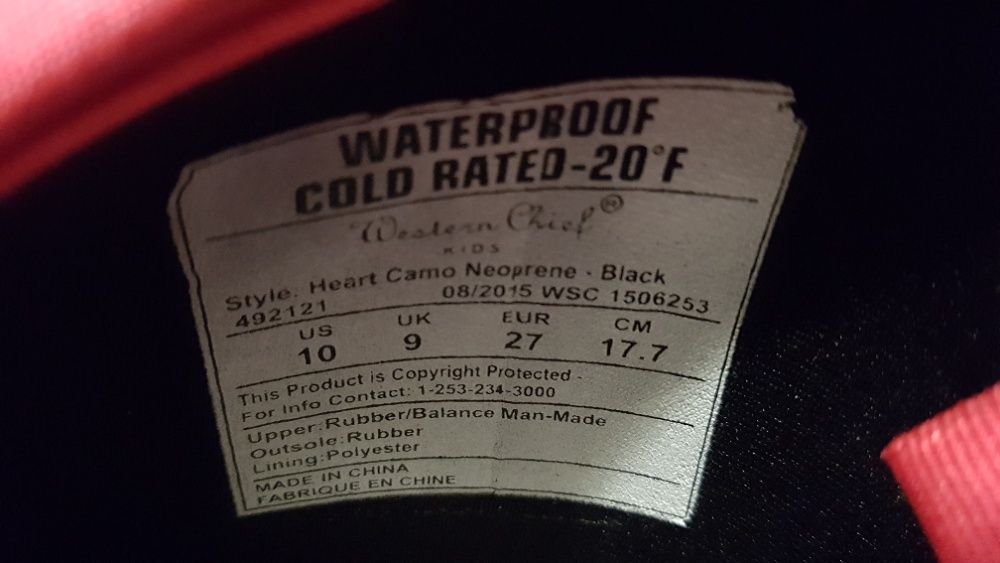 WATERPROOF
COLD RATED-20°F
Western Chief®
KIDS
Style: Heart Camo Neoprene - Black
492121 08/2015 WSC 1506253
US UK EUR CM
10 9 27 17.7
This Product is Copyright Protected -
For Info Contact: 1-253-234-3000
Upper:Rubber/Balance Man-Made
Outsole:Rubber
Lining:Polyester
MADE IN CHINA
FABRIQUE EN CHINE